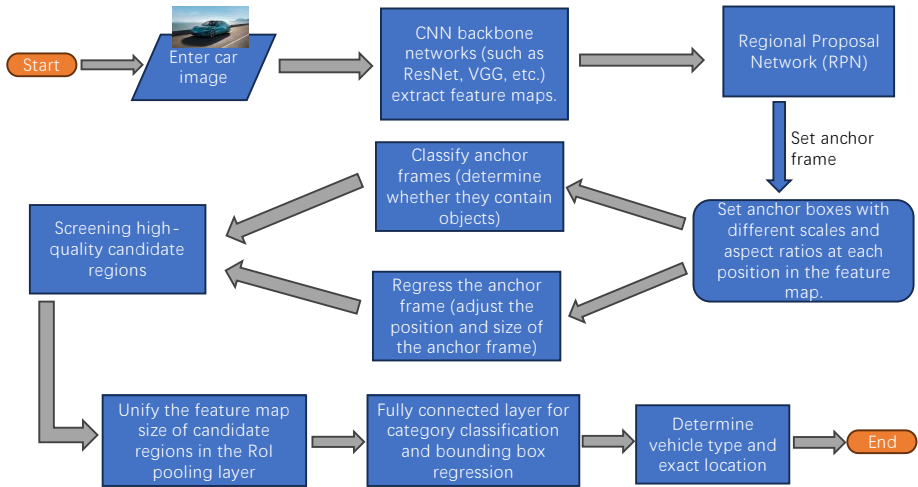 Start
Enter car
image
CNN backbone
networks (such as
ResNet, VGG, etc.)
extract feature maps.
Regional Proposal
Network (RPN)
Set anchor
frame
Set anchor boxes with
different scales and
aspect ratios at each
position in the feature
map.
Classify anchor
frames (determine
whether they contain
objects)
Regress the anchor
frame (adjust the
position and size of
the anchor frame)
Screening high-
quality candidate
regions
Unify the feature map
size of candidate
regions in the RoI
pooling layer
Fully connected layer for
category classification
and bounding box
regression
Determine
vehicle type and
exact location
End